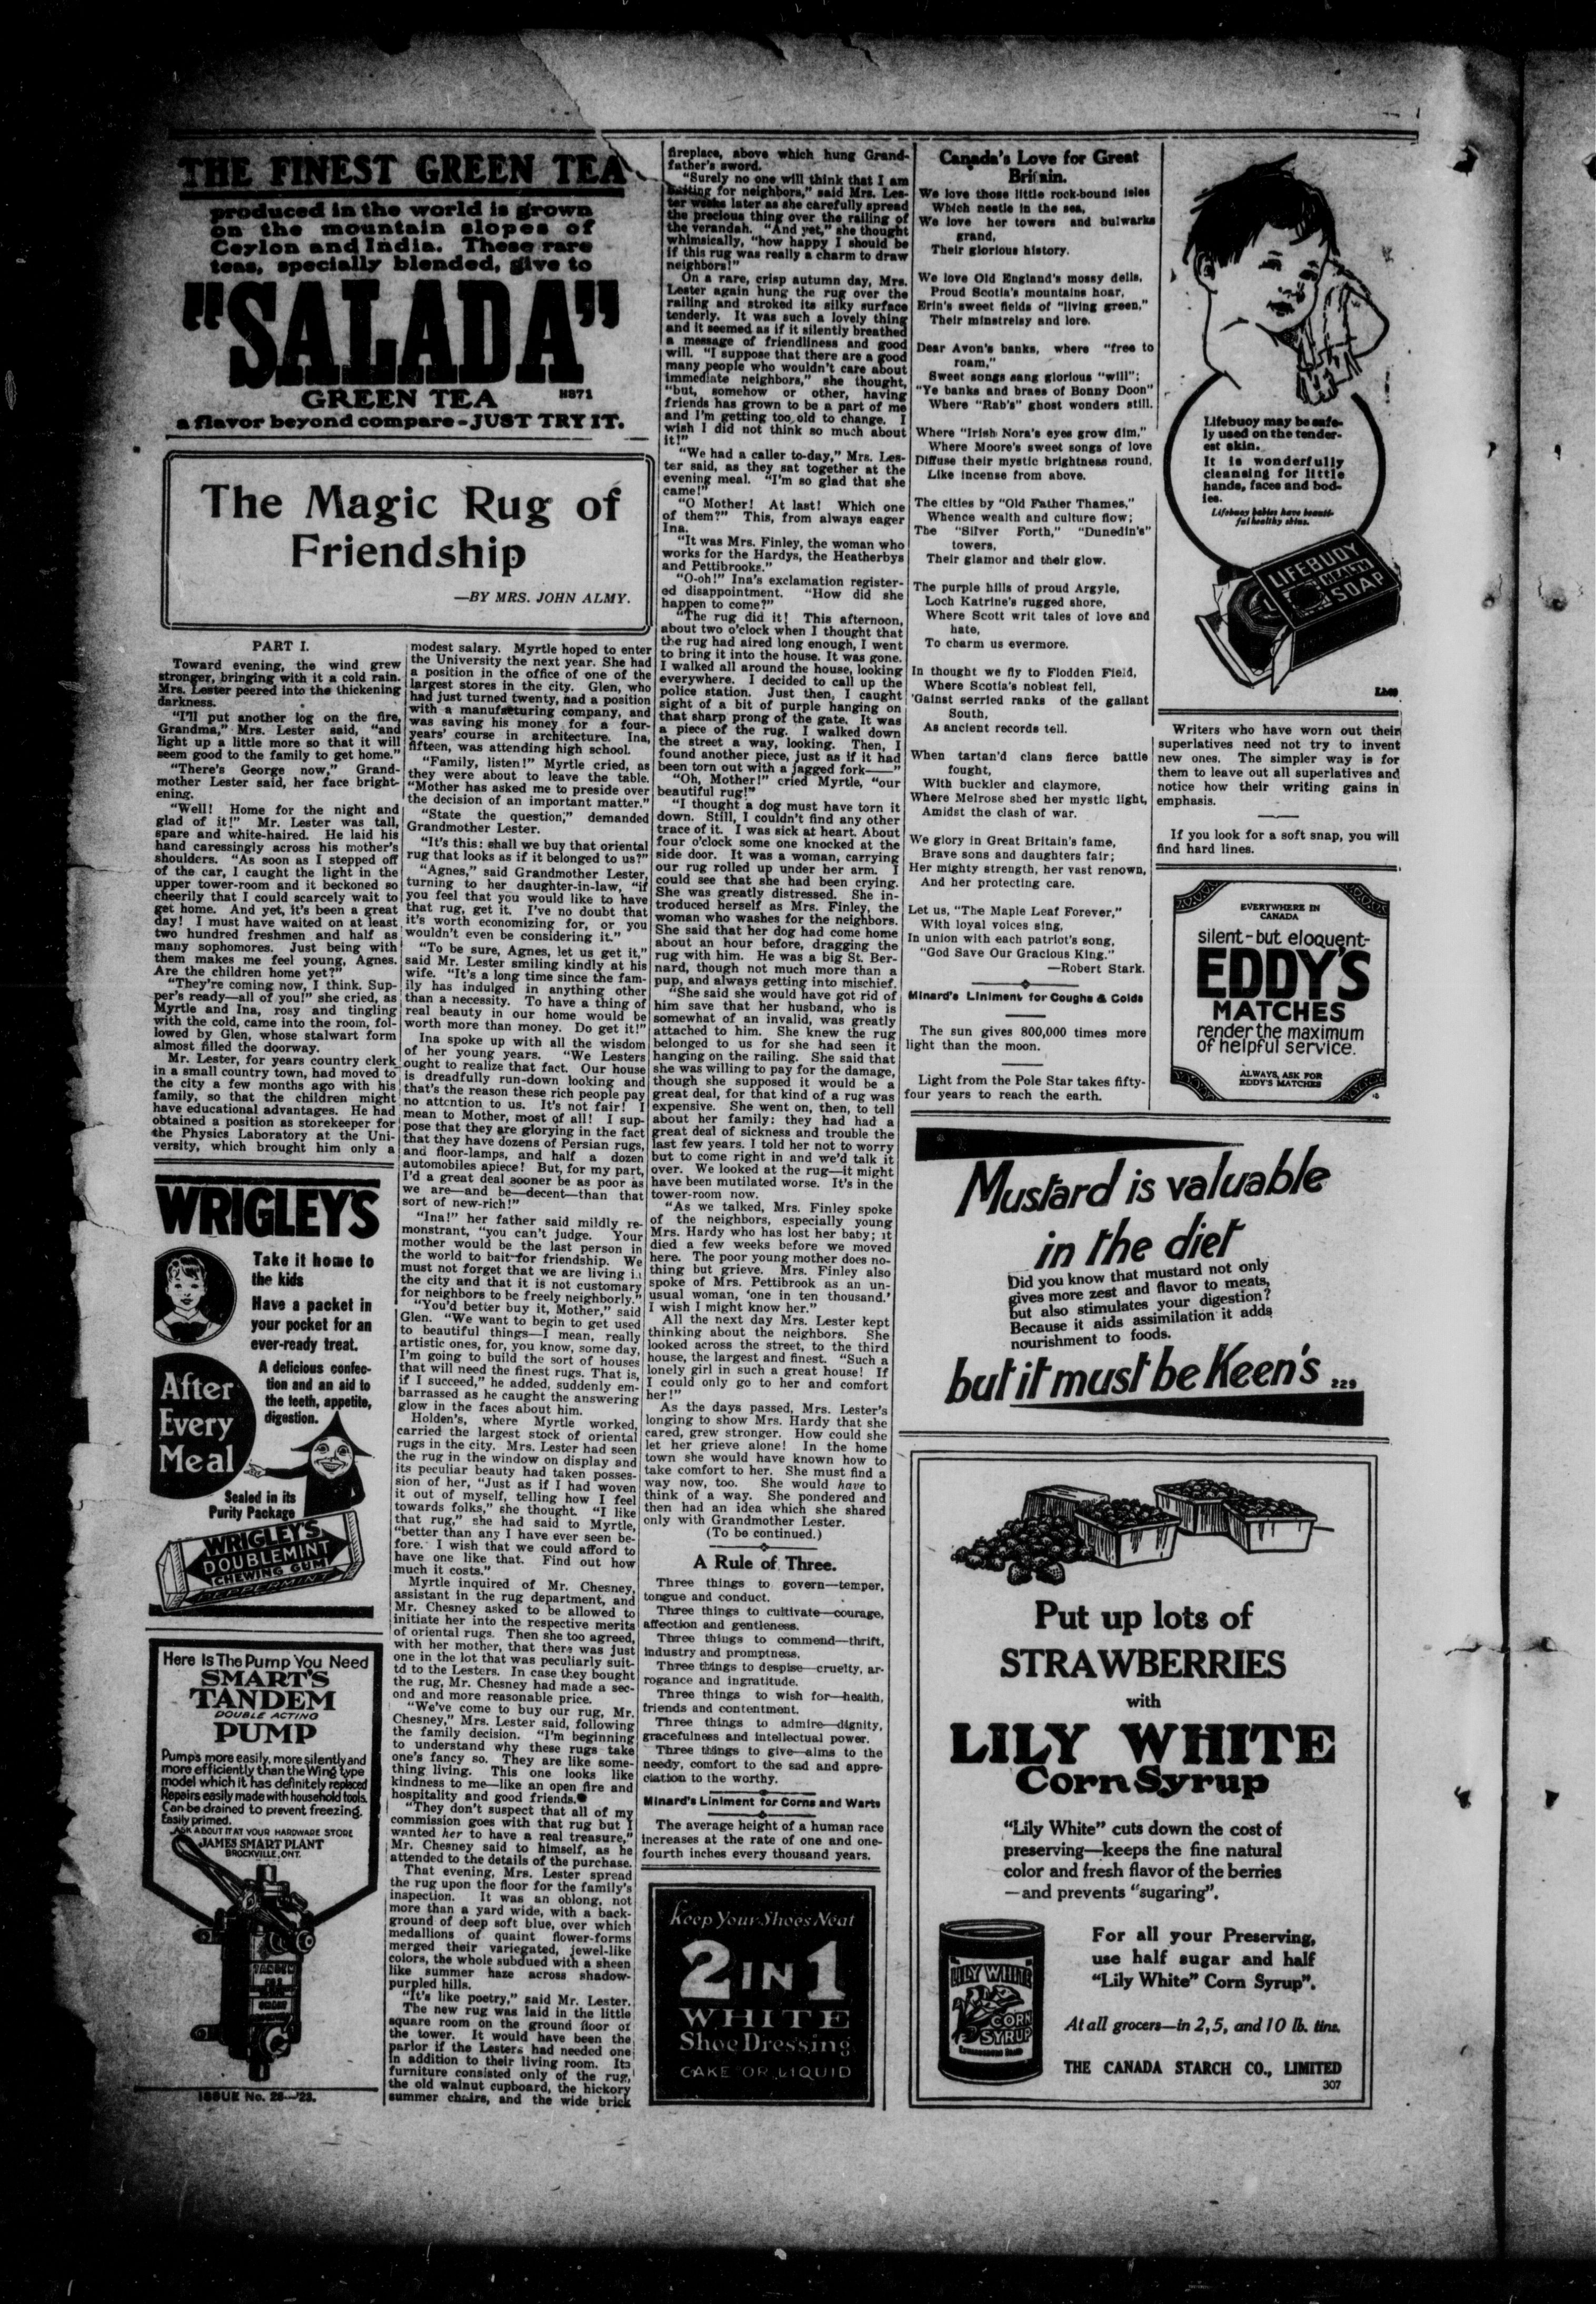 THE FINEST GREEN TEA
produced in the world is grown
on the mountain slopes of
Ceylon and India. These rare
teas, specially blended, give to
"SALADA"
GREEN TEA H871
a flavor beyond compare - JUST TRY IT.
The Magic Rug of
Friendship
—BY MRS. JOHN ALMY.
PART I.
Toward evening, the wind grew
stronger, bringing with it a cold rain.
Mrs. Lester peered into the thickening
darkness.
"I'll put another log on the fire,
Grandma," Mrs. Lester said, "and
light up a little more so that it will
seem good to the family to get home."
"There's George now," Grand-
mother Lester said, her face bright-
ening.
"Well! Home for the night and
glad of it!" Mr. Lester was tall,
spare and white-haired. He laid his
hand caressingly across his mother's
shoulders. "As soon as I stepped off
of the car, I caught the light in the
upper tower-room and it beckoned so
cheerily that I could scarcely wait to
get home. And yet, it's been a great
day! I must have waited on at least
two hundred freshmen and half as
many sophomores. Just being with
them makes me feel young, Agnes.
Are the children home yet?"
"They're coming now, I think. Sup-
per's ready—all of you!" she cried, as
Myrtle and Ina, rosy and tingling
with the cold, came into the room, fol-
lowed by Glen, whose stalwart form
almost filled the doorway.
Mr. Lester, for years country clerk
in a small country town, had moved to
the city a few months ago with his
family, so that the children might
have educational advantages. He had
obtained a position as storekeeper for
the Physics Laboratory at the Uni-
versity, which brought him only a
WRIGLEY'S
Take it home to
the kids
Have a packet in
your pocket for an
ever-ready treat.
A delicious confec-
tion and an aid to
the teeth, appetite,
digestion.
After
Every
Meal
Sealed in its
Purity Package
WRIGLEY'S
DOUBLEMINT
CHEWING GUM
PEPPERMINT
Here Is The Pump You Need
SMART'S
TANDEM
DOUBLE ACTING
PUMP
Pumps more easily, more silently and
more efficiently than the Wing type
model which it has definitely replaced
Repairs easily made with household tools.
Can be drained to prevent freezing.
Easily primed.
ASK ABOUT IT AT YOUR HARDWARE STORE
JAMES SMART PLANT
BROCKVILLE, ONT.
ISSUE No. 26—'23.
modest salary. Myrtle hoped to enter
the University the next year. She had
a position in the office of one of the
largest stores in the city. Glen, who
had just turned twenty, had a position
with a manufacturing company, and
was saving his money for a four-
years' course in architecture. Ina,
fifteen, was attending high school.
"Family, listen!" Myrtle cried, as
they were about to leave the table.
"Mother has asked me to preside over
the decision of an important matter."
"State the question," demanded
Grandmother Lester.
"It's this: shall we buy that oriental
rug that looks as if it belonged to us?"
"Agnes," said Grandmother Lester,
turning to her daughter-in-law, "if
you feel that you would like to have
that rug, get it. I've no doubt that
it's worth economizing for, or you
wouldn't even be considering it."
"To be sure, Agnes, let us get it,"
said Mr. Lester smiling kindly at his
wife. "It's a long time since the fam-
ily has indulged in anything other
than a necessity. To have a thing of
real beauty in our home would be
worth more than money. Do get it!"
Ina spoke up with all the wisdom
of her young years. "We Lesters
ought to realize that fact. Our house
is dreadfully run-down looking and
that's the reason these rich people pay
no attention to us. It's not fair! I
mean to Mother, most of all! I sup-
pose that they are glorying in the fact
that they have dozens of Persian rugs,
and floor-lamps, and half a dozen
automobiles apiece! But, for my part,
I'd a great deal sooner be as poor as
we are—and be—decent—than that
sort of new-rich!"
"Ina!" her father said mildly re-
monstrant, "you can't judge. Your
mother would be the last person in
the world to bait for friendship. We
must not forget that we are living in
the city and that it is not customary
for neighbors to be freely neighborly."
"You'd better buy it, Mother," said
Glen. "We want to begin to get used
to beautiful things—I mean, really
artistic ones, for, you know, some day,
I'm going to build the sort of houses
that will need the finest rugs. That is,
if I succeed," he added, suddenly em-
barrassed as he caught the answering
glow in the faces about him.
Holden's, where Myrtle worked,
carried the largest stock of oriental
rugs in the city. Mrs. Lester had seen
the rug in the window on display and
its peculiar beauty had taken posses-
sion of her, "Just as if I had woven
it out of myself, telling how I feel
towards folks," she thought. "I like
that rug," she had said to Myrtle,
"better than any I have ever seen be-
fore. I wish that we could afford to
have one like that. Find out how
much it costs."
Myrtle inquired of Mr. Chesney,
assistant in the rug department, and
Mr. Chesney asked to be allowed to
initiate her into the respective merits
of oriental rugs. Then she too agreed,
with her mother, that there was just
one in the lot that was peculiarly suit-
ed to the Lesters. In case they bought
the rug, Mr. Chesney had made a sec-
ond and more reasonable price.
"We've come to buy our rug, Mr.
Chesney," Mrs. Lester said, following
the family decision. "I'm beginning
to understand why these rugs take
one's fancy so. They are like some-
thing living. This one looks like
kindness to me—like an open fire and
hospitality and good friends.
"They don't suspect that all of my
commission goes with that rug but I
wanted her to have a real treasure,"
Mr. Chesney said to himself, as he
attended to the details of the purchase.
That evening, Mrs. Lester spread
the rug upon the floor for the family's
inspection. It was an oblong, not
more than a yard wide, with a back-
ground of deep soft blue, over which
medallions of quaint flower-forms
merged their variegated, jewel-like
colors, the whole subdued with a sheen
like summer haze across shadow-
purpled hills.
"It's like poetry," said Mr. Lester.
The new rug was laid in the little
square room on the ground floor of
the tower. It would have been the
parlor if the Lesters had needed one
in addition to their living room. Its
furniture consisted only of the rug,
the old walnut cupboard, the hickory
summer chairs, and the wide brick
fireplace, above which hung Grand-
father's sword.
"Surely no one will think that I am
baiting for neighbors," said Mrs. Les-
ter weeks later as she carefully spread
the precious thing over the railing of
the verandah. "And yet," she thought
whimsically, "how happy I should be
if this rug was really a charm to draw
neighbors!"
On a rare, crisp autumn day, Mrs.
Lester again hung the rug over the
railing and stroked its silky surface
tenderly. It was such a lovely thing
and it seemed as if it silently breathed
a message of friendliness and good
will. "I suppose that there are a good
many people who wouldn't care about
immediate neighbors," she thought,
"but, somehow or other, having
friends has grown to be a part of me
and I'm getting too old to change. I
wish I did not think so much about
it!"
"We had a caller to-day," Mrs. Les-
ter said, as they sat together at the
evening meal. "I'm so glad that she
came!"
"O Mother! At last! Which one
of them?" This, from always eager
Ina.
"It was Mrs. Finley, the woman who
works for the Hardys, the Heatherbys
and Pettibrooks."
"O-oh!" Ina's exclamation register-
ed disappointment. "How did she
happen to come?"
"The rug did it! This afternoon,
about two o'clock when I thought that
the rug had aired long enough, I went
to bring it into the house. It was gone.
I walked all around the house, looking
everywhere. I decided to call up the
police station. Just then, I caught
sight of a bit of purple hanging on
that sharp prong of the gate. It was
a piece of the rug. I walked down
the street a way, looking. Then, I
found another piece, just as if it had
been torn out with a jagged fork——"
"Oh, Mother!" cried Myrtle, "our
beautiful rug!"
"I thought a dog must have torn it
down. Still, I couldn't find any other
trace of it. I was sick at heart. About
four o'clock some one knocked at the
side door. It was a woman, carrying
our rug rolled up under her arm. I
could see that she had been crying.
She was greatly distressed. She in-
troduced herself as Mrs. Finley, the
woman who washes for the neighbors.
She said that her dog had come home
about an hour before, dragging the
rug with him. He was a big St. Ber-
nard, though not much more than a
pup, and always getting into mischief.
"She said she would have got rid of
him save that her husband, who is
somewhat of an invalid, was greatly
attached to him. She knew the rug
belonged to us for she had seen it
hanging on the railing. She said that
she was willing to pay for the damage,
though she supposed it would be a
great deal, for that kind of a rug was
expensive. She went on, then, to tell
about her family; they had had a
great deal of sickness and trouble the
last few years. I told her not to worry
but to come right in and we'd talk it
over. We looked at the rug—it might
have been mutilated worse. It's in the
tower-room now.
"As we talked, Mrs. Finley spoke
of the neighbors, especially young
Mrs. Hardy who has lost her baby; it
died a few weeks before we moved
here. The poor young mother does no-
thing but grieve. Mrs. Finley also
spoke of Mrs. Pettibrook as an un-
usual woman, 'one in ten thousand.'
I wish I might know her."
All the next day Mrs. Lester kept
thinking about the neighbors. She
looked across the street, to the third
house, the largest and finest. "Such a
lonely girl in such a great house! If
I could only go to her and comfort
her!"
As the days passed, Mrs. Lester's
longing to show Mrs. Hardy that she
cared, grew stronger. How could she
let her grieve alone! In the home
town she would have known how to
take comfort to her. She must find a
way now, too. She would have to
think of a way. She pondered and
then had an idea which she shared
only with Grandmother Lester.
(To be continued.)
A Rule of Three.
Three things to govern—temper,
tongue and conduct.
Three things to cultivate—courage,
affection and gentleness.
Three things to commend—thrift,
industry and promptness.
Three things to despise—cruelty, ar-
rogance and ingratitude.
Three things to wish for—health,
friends and contentment.
Three things to admire—dignity,
gracefulness and intellectual power.
Three things to give—alms to the
needy, comfort to the sad and appre-
ciation to the worthy.
Minard's Liniment for Corns and Warts
The average height of a human race
increases at the rate of one and one-
fourth inches every thousand years.
Keep Your Shoes Neat
2 IN 1
WHITE
Shoe Dressing
CAKE OR LIQUID
Canada's Love for Great
Britain.
We love those little rock-bound isles
Which nestle in the sea,
We love her towers and bulwarks
grand,
Their glorious history.
We love Old England's mossy dells,
Proud Scotia's mountains hoar,
Erin's sweet fields of "living green,"
Their minstrelsy and lore.
Dear Avon's banks, where "free to
roam,"
Sweet songs sang glorious "will";
"Ye banks and braes of Bonny Doon"
Where "Rab's" ghost wonders still.
Where "Irish Nora's eyes grow dim,"
Where Moore's sweet songs of love
Diffuse their mystic brightness round,
Like incense from above.
The cities by "Old Father Thames,"
Whence wealth and culture flow;
The "Silver Forth," "Dunedin's"
towers,
Their glamor and their glow.
The purple hills of proud Argyle,
Loch Katrine's rugged shore,
Where Scott writ tales of love and
hate,
To charm us evermore.
In thought we fly to Flodden Field,
Where Scotia's noblest fell,
'Gainst serried ranks of the gallant
South,
As ancient records tell.
When tartan'd clans fierce battle
fought,
With buckler and claymore,
Where Melrose shed her mystic light,
Amidst the clash of war.
We glory in Great Britain's fame,
Brave sons and daughters fair;
Her mighty strength, her vast renown,
And her protecting care.
Let us, "The Maple Leaf Forever,"
With loyal voices sing,
In union with each patriot's song,
"God Save Our Gracious King."
—Robert Stark.
Minard's Liniment for Coughs & Colds
The sun gives 800,000 times more
light than the moon.
Light from the Pole Star takes fifty-
four years to reach the earth.
Lifebuoy may be safe-
ly used on the tender-
est skin.
It is wonderfully
cleansing for little
hands, faces and bod-
ies.
Lifebuoy babies have beauti-
ful healthy skins.
LIFEBUOY
HEALTH
SOAP
Writers who have worn out their
superlatives need not try to invent
new ones. The simpler way is for
them to leave out all superlatives and
notice how their writing gains in
emphasis.
If you look for a soft snap, you will
find hard lines.
EVERYWHERE IN
CANADA
silent-but eloquent-
EDDY'S
MATCHES
render the maximum
of helpful service.
ALWAYS, ASK FOR
EDDY'S MATCHES
Mustard is valuable
in the diet
Did you know that mustard not only
gives more zest and flavor to meats,
but also stimulates your digestion?
Because it aids assimilation it adds
nourishment to foods.
but it must be Keen's 229
Put up lots of
STRAWBERRIES
with
LILY WHITE
Corn Syrup
"Lily White" cuts down the cost of
preserving—keeps the fine natural
color and fresh flavor of the berries
—and prevents "sugaring".
For all your Preserving,
use half sugar and half
"Lily White" Corn Syrup".
At all grocers—in 2, 5, and 10 lb. tins.
THE CANADA STARCH CO., LIMITED
307
LILY WHITE
CORN
SYRUP